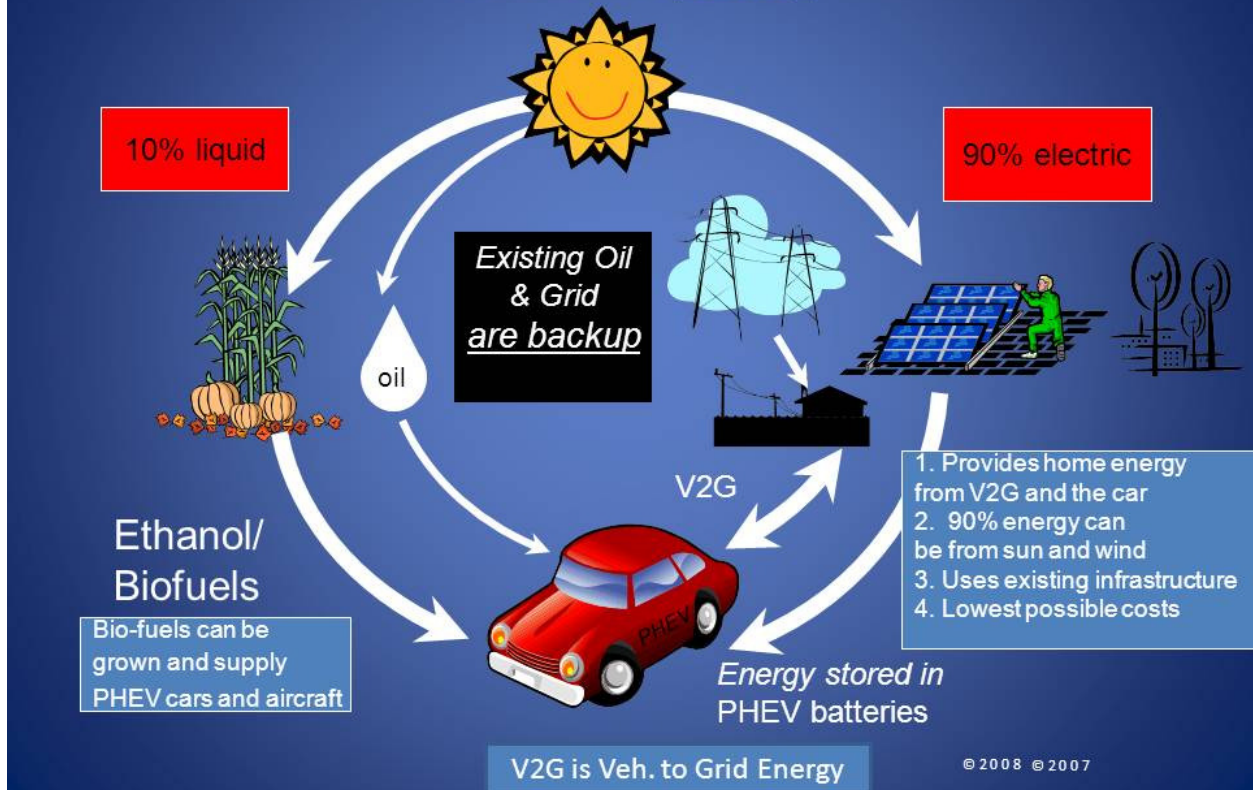 10% liquid
90% electric
Existing Oil
& Grid
are backup
oil
V2G
Ethanol/
Biofuels
Bio-fuels can be
grown and supply
PHEV cars and aircraft
PHEV
1. Provides home energy
from V2G and the car
2. 90% energy can
be from sun and wind
3. Uses existing infrastructure
4. Lowest possible costs
Energy stored in
PHEV batteries
V2G is Veh. to Grid Energy
©2008 ©2007